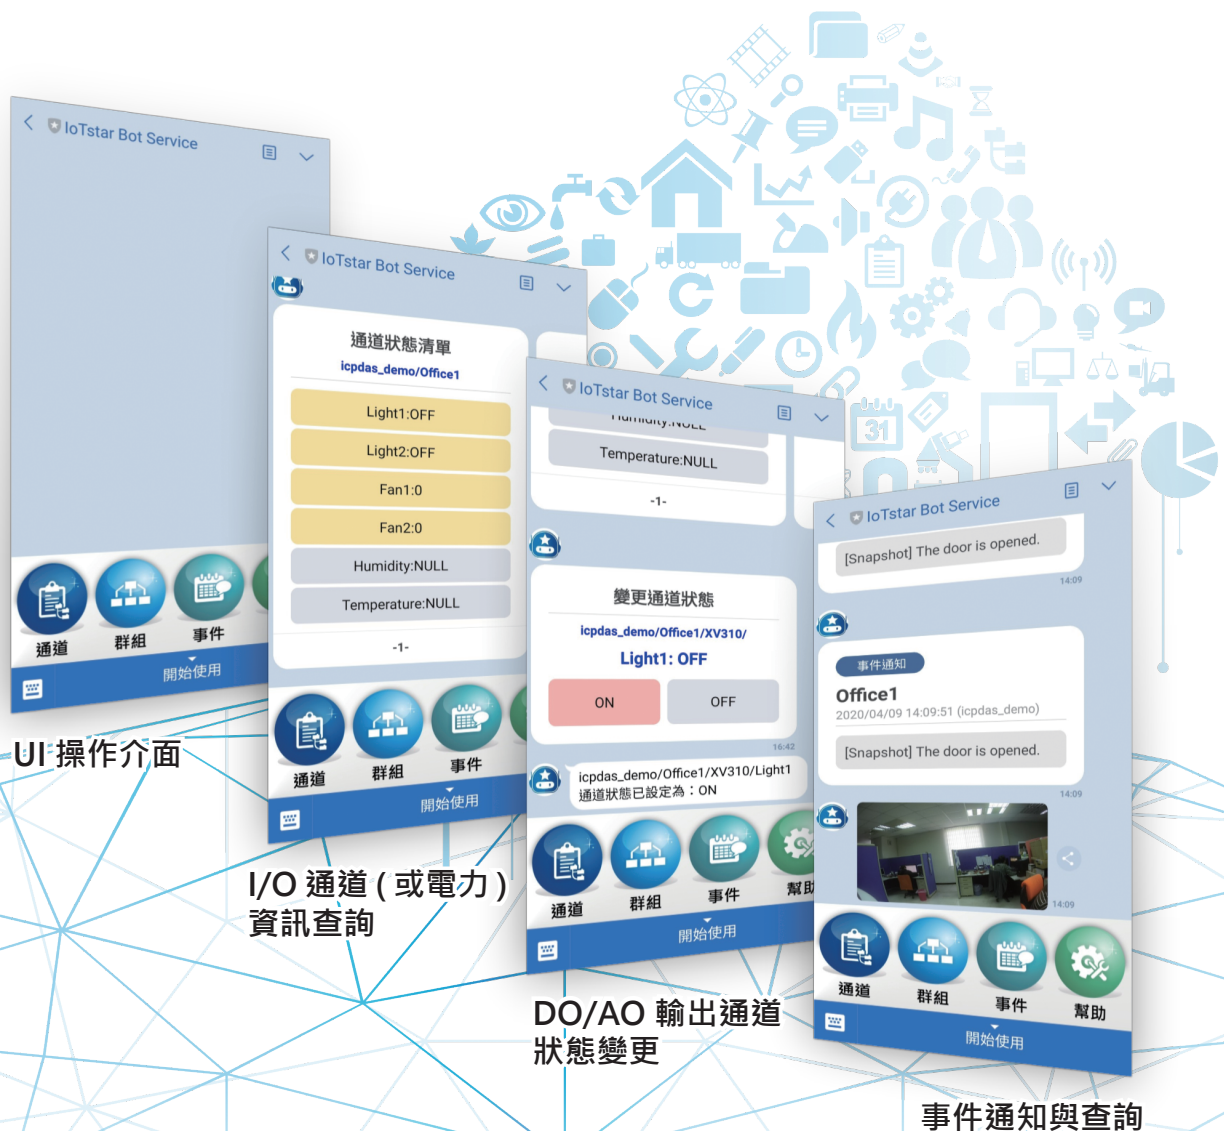 IoTstar Bot Service
通道
群組
事件
開始使用
UI 操作介面
IoTstar Bot Service
通道狀態清單
icpdas_demo/Office1
Light1:OFF
Light2:OFF
Fan1:0
Fan2:0
Humidity:NULL
Temperature:NULL
-1-
通道
群組
事件
開始使用
I/O 通道 ( 或電力 )
資訊查詢
IoTstar Bot Service
Humidity:NULL
Temperature:NULL
-1-
變更通道狀態
icpdas_demo/Office1/XV310/
Light1: OFF
ON
OFF
16:42
icpdas_demo/Office1/XV310/Light1
通道狀態已設定為：ON
通道
群組
事件
幫助
開始使用
DO/AO 輸出通道
狀態變更
31
IoTstar Bot Service
[Snapshot] The door is opened.
14:09
事件通知
Office1
2020/04/09 14:09:51 (icpdas_demo)
[Snapshot] The door is opened.
14:09
14:09
通道
群組
事件
幫助
開始使用
事件通知與查詢